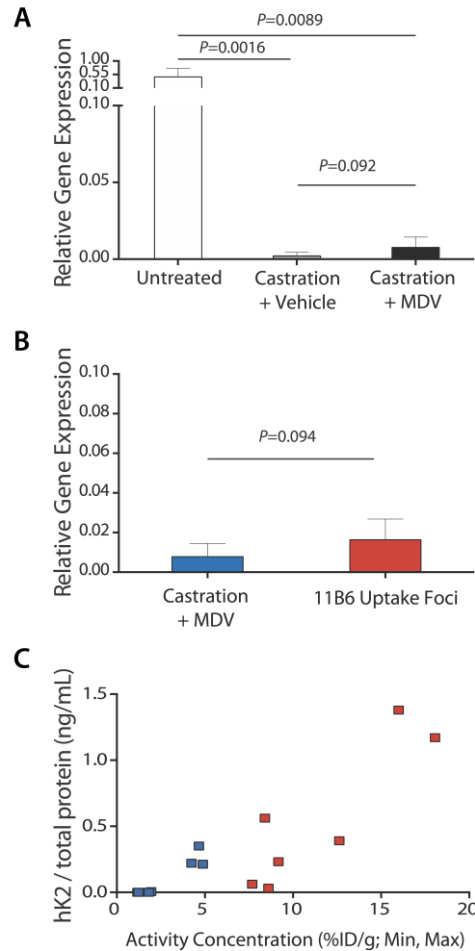 A
P=0.0089
P=0.0016
P=0.092
Relative Gene Expression
1.00
0.55
0.10
0.10
0.05
0.00
Untreated
Castration
+ Vehicle
Castration
+ MDV
B
P=0.094
Relative Gene Expression
0.10
0.08
0.06
0.04
0.02
0.00
Castration
+ MDV
11B6 Uptake Foci
C
hK2 / total protein (ng/mL)
1.5
1.0
0.5
0.0
0
5
10
15
20
Activity Concentration (%ID/g; Min, Max)